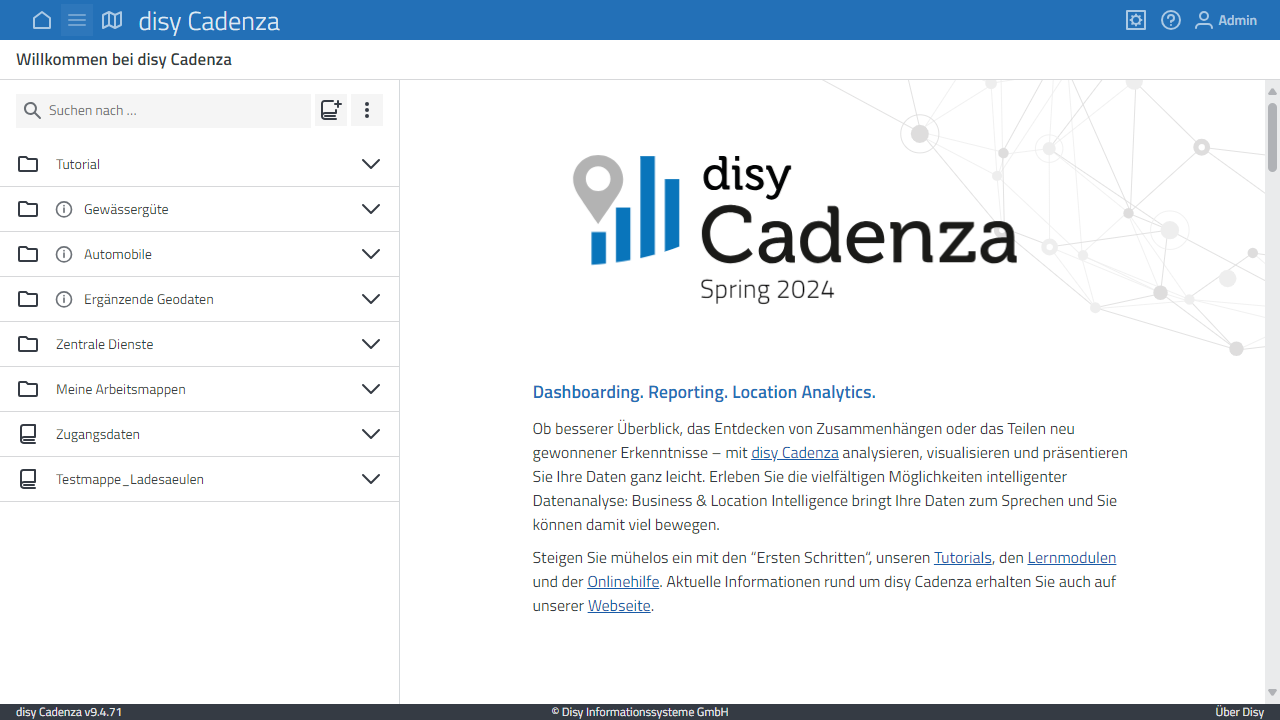 disy Cadenza
Admin
Willkommen bei disy Cadenza
Suchen nach ...
Tutorial
Gewässergüte
Automobile
Ergänzende Geodaten
Zentrale Dienste
Meine Arbeitsmappen
Zugangsdaten
Testmappe_Ladesaeulen
disy
Cadenza
Spring 2024
Dashboarding. Reporting. Location Analytics.
Ob besserer Überblick, das Entdecken von Zusammenhängen oder das Teilen neu
gewonnener Erkenntnisse – mit disy Cadenza analysieren, visualisieren und präsentieren
Sie Ihre Daten ganz leicht. Erleben Sie die vielfältigen Möglichkeiten intelligenter
Datenanalyse: Business & Location Intelligence bringt Ihre Daten zum Sprechen und Sie
können damit viel bewegen.
Steigen Sie mühelos ein mit den “Ersten Schritten“, unseren Tutorials, den Lernmodulen
und der Onlinehilfe. Aktuelle Informationen rund um disy Cadenza erhalten Sie auch auf
unserer Webseite.
disy Cadenza v9.4.71
© Disy Informationssysteme GmbH
Über Disy